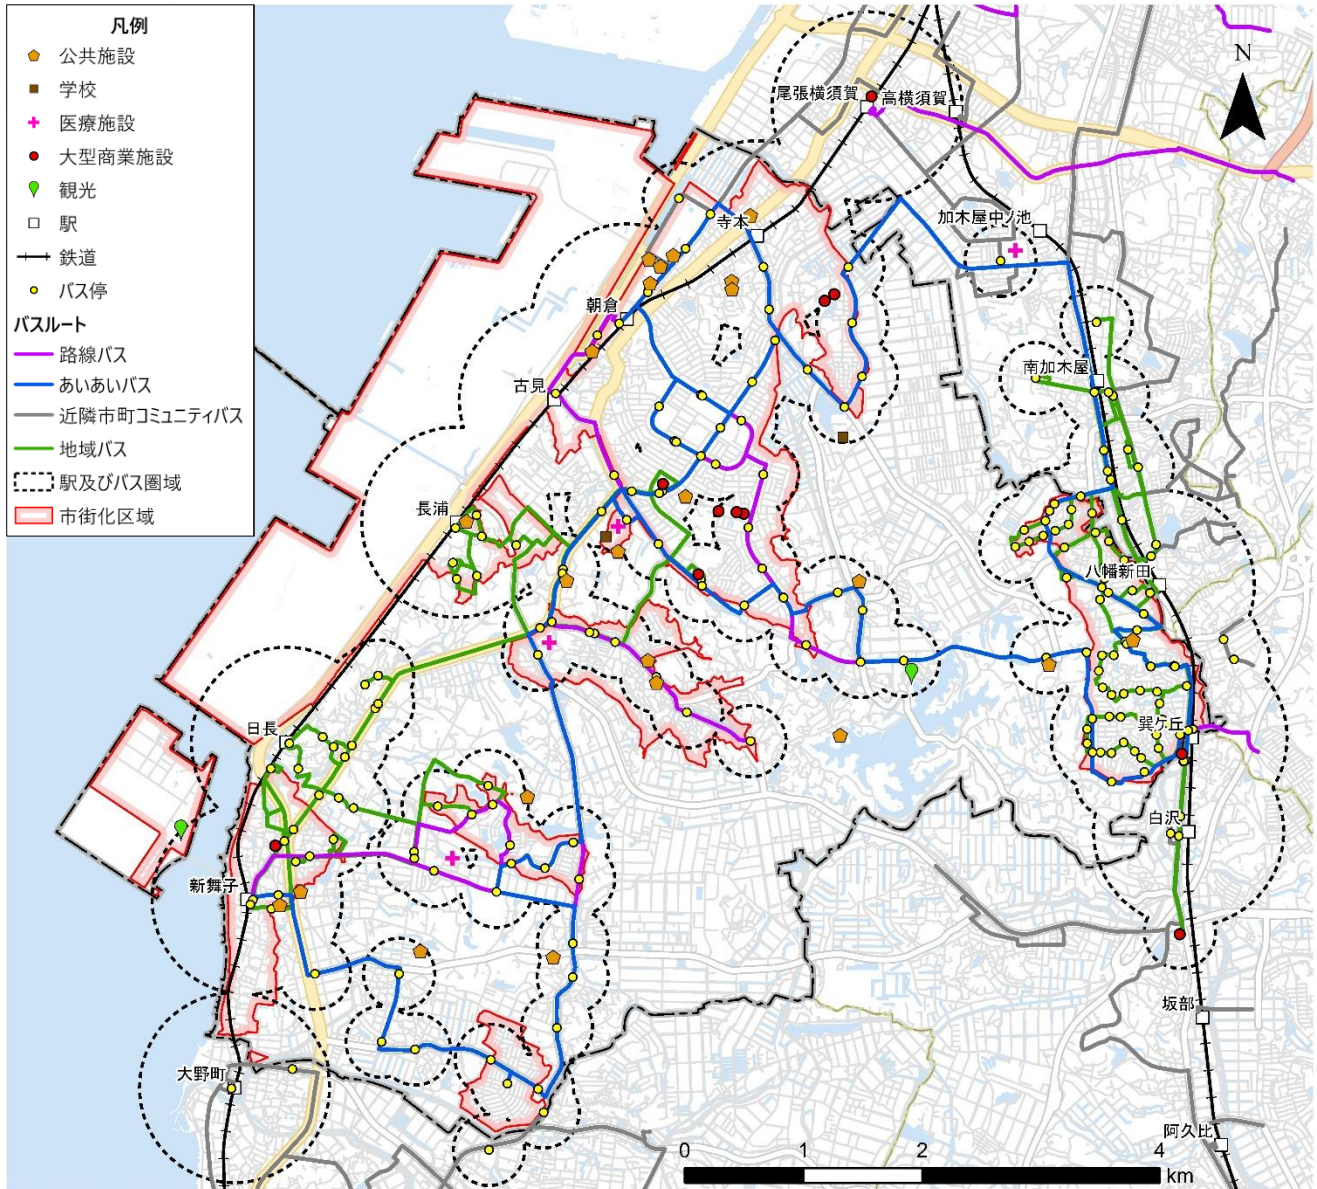 凡例
公共施設
学校
医療施設
大型商業施設
観光
駅
鉄道
バス停
バスルート
路線バス
あいあいバス
近隣市町コミュニティバス
地域バス
駅及びバス圏域
市街化区域
N
尾張横須賀
高横須賀
寺本
加木屋中ノ池
朝倉
南加木屋
古見
長浦
八幡新田
巽ケ丘
日長
白沢
新舞子
坂部
大野町
阿久比
0 2 4
km